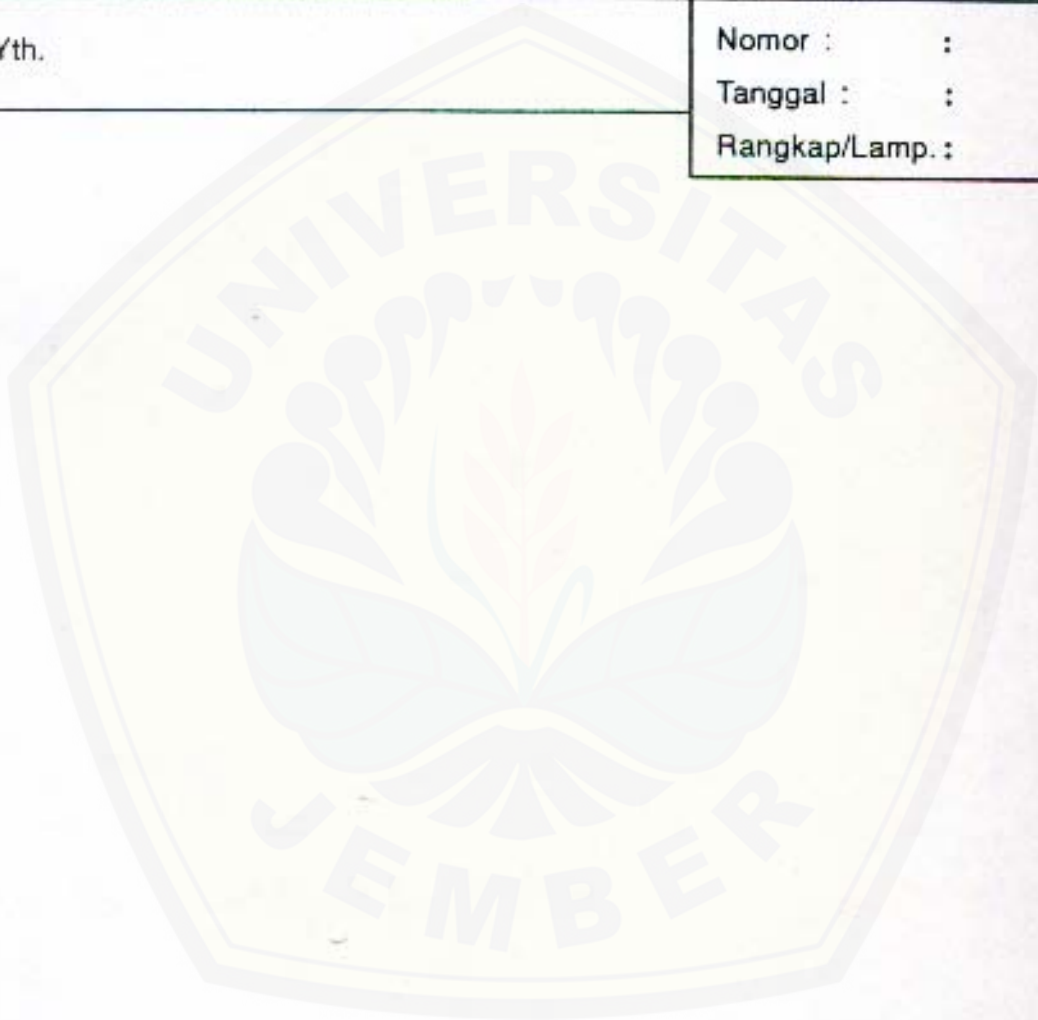 Yth.
Nomor : :
Tanggal : :
Rangkap/Lamp. :
UNIVERSITAS
JEMBER